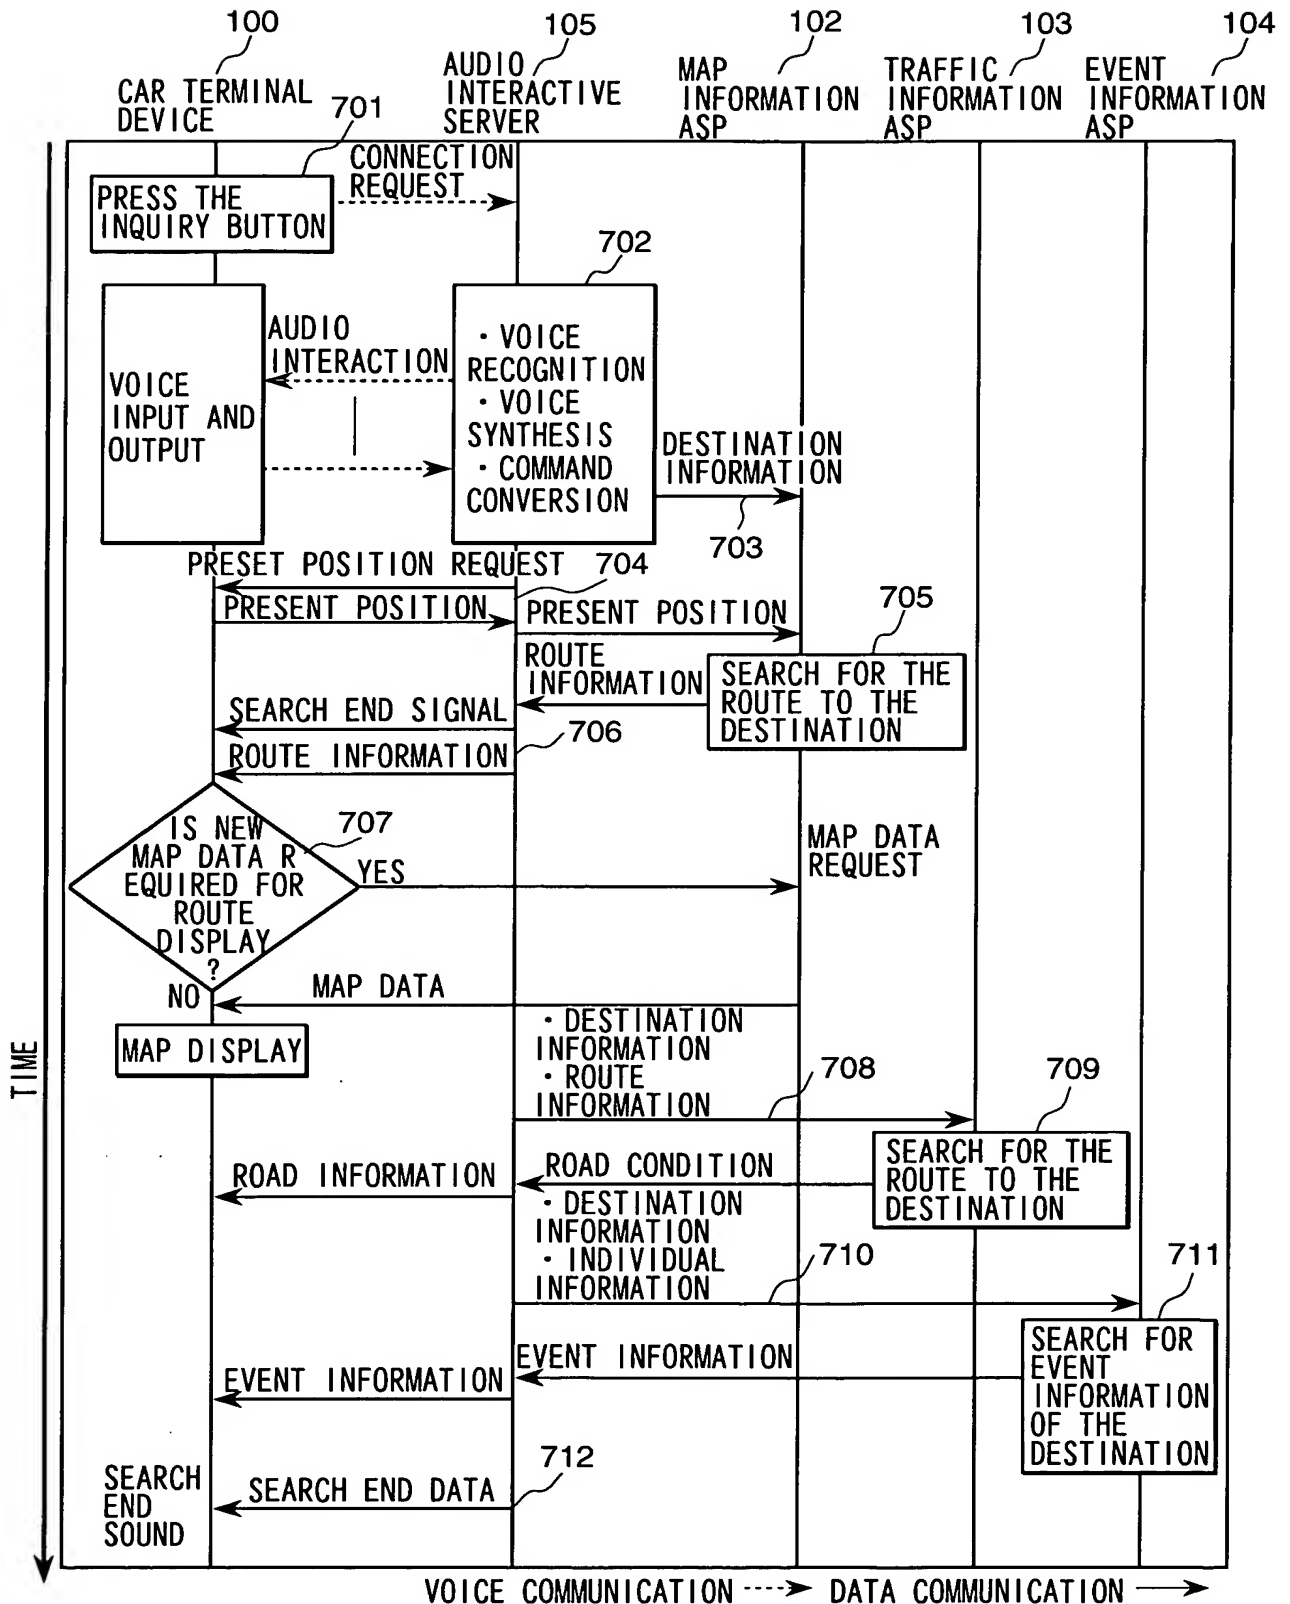 100
105
102
103
104
CAR TERMINAL
DEVICE
AUDIO
INTERACTIVE
SERVER
MAP
INFORMATION
ASP
TRAFFIC
INFORMATION
ASP
EVENT
INFORMATION
ASP
701
CONNECTION
REQUEST
PRESS THE
INQUIRY BUTTON
702
AUDIO
INTERACTION
VOICE
INPUT AND
OUTPUT
・VOICE
RECOGNITION
・VOICE
SYNTHESIS
・COMMAND
CONVERSION
DESTINATION
INFORMATION
703
PRESET POSITION REQUEST
704
PRESENT POSITION
PRESENT POSITION
705
ROUTE
INFORMATION
SEARCH FOR THE
ROUTE TO THE
DESTINATION
SEARCH END SIGNAL
706
ROUTE INFORMATION
IS NEW
MAP DATA R
EQUIRED FOR
ROUTE
DISPLAY
?
707
YES
MAP DATA
REQUEST
NO
MAP DATA
MAP DISPLAY
・DESTINATION
INFORMATION
・ROUTE
INFORMATION
708
709
SEARCH FOR THE
ROUTE TO THE
DESTINATION
ROAD CONDITION
ROAD INFORMATION
・DESTINATION
INFORMATION
・INDIVIDUAL
INFORMATION
710
711
SEARCH FOR
EVENT
INFORMATION
OF THE
DESTINATION
EVENT INFORMATION
EVENT INFORMATION
712
SEARCH
END
SOUND
SEARCH END DATA
TIME
VOICE COMMUNICATION
DATA COMMUNICATION